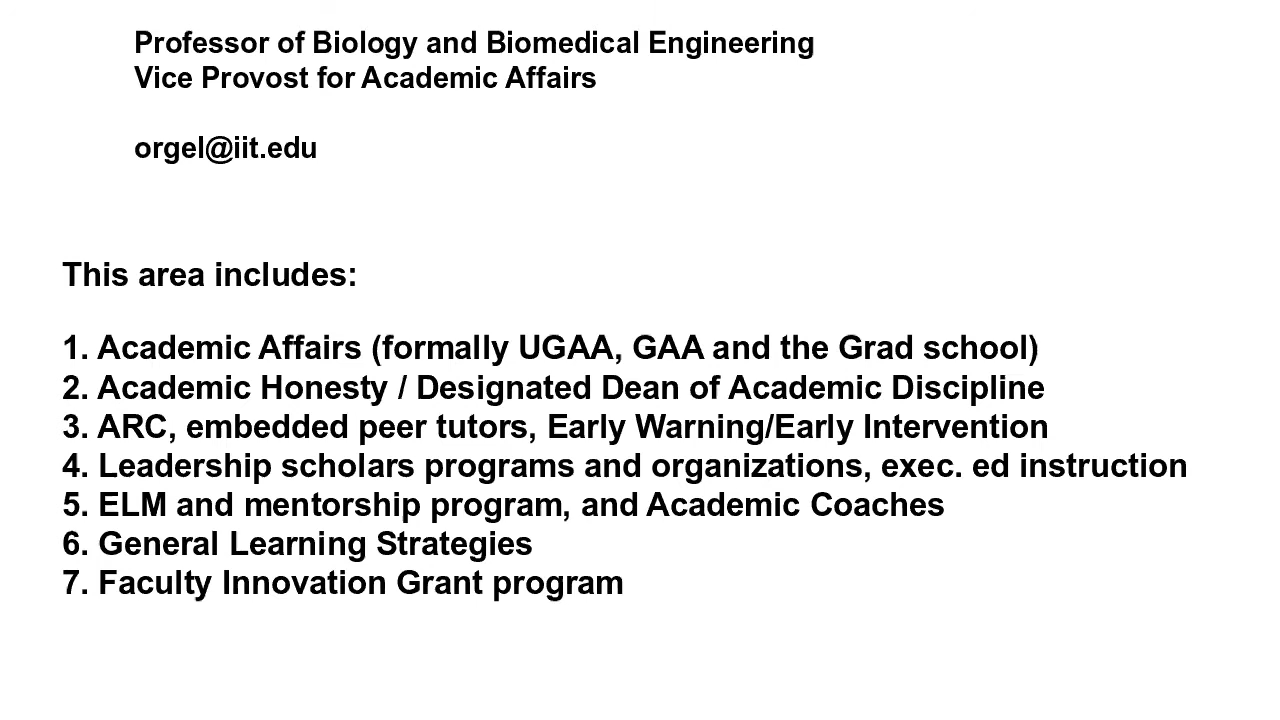 Professor of Biology and Biomedical Engineering
Vice Provost for Academic Affairs
orgel@iit.edu
This area includes:
1. Academic Affairs (formally UGAA, GAA and the Grad school)
2. Academic Honesty / Designated Dean of Academic Discipline
3. ARC, embedded peer tutors, Early Warning/Early Intervention
4. Leadership scholars programs and organizations, exec. ed instruction
5. ELM and mentorship program, and Academic Coaches
6. General Learning Strategies
7. Faculty Innovation Grant program